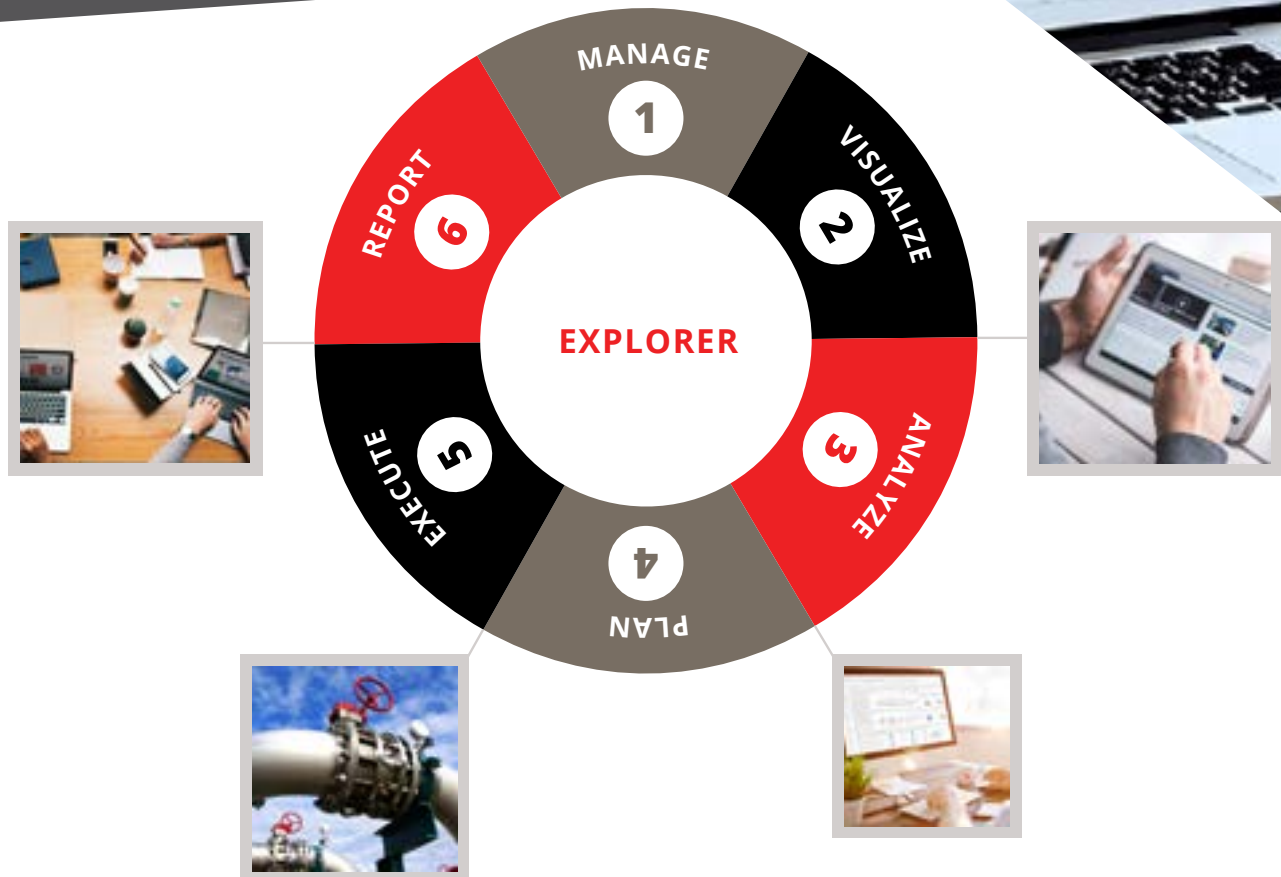 MANAGE
1
VISUALIZE
2
ANALYZE
3
PLAN
4
EXECUTE
5
REPORT
6
EXPLORER